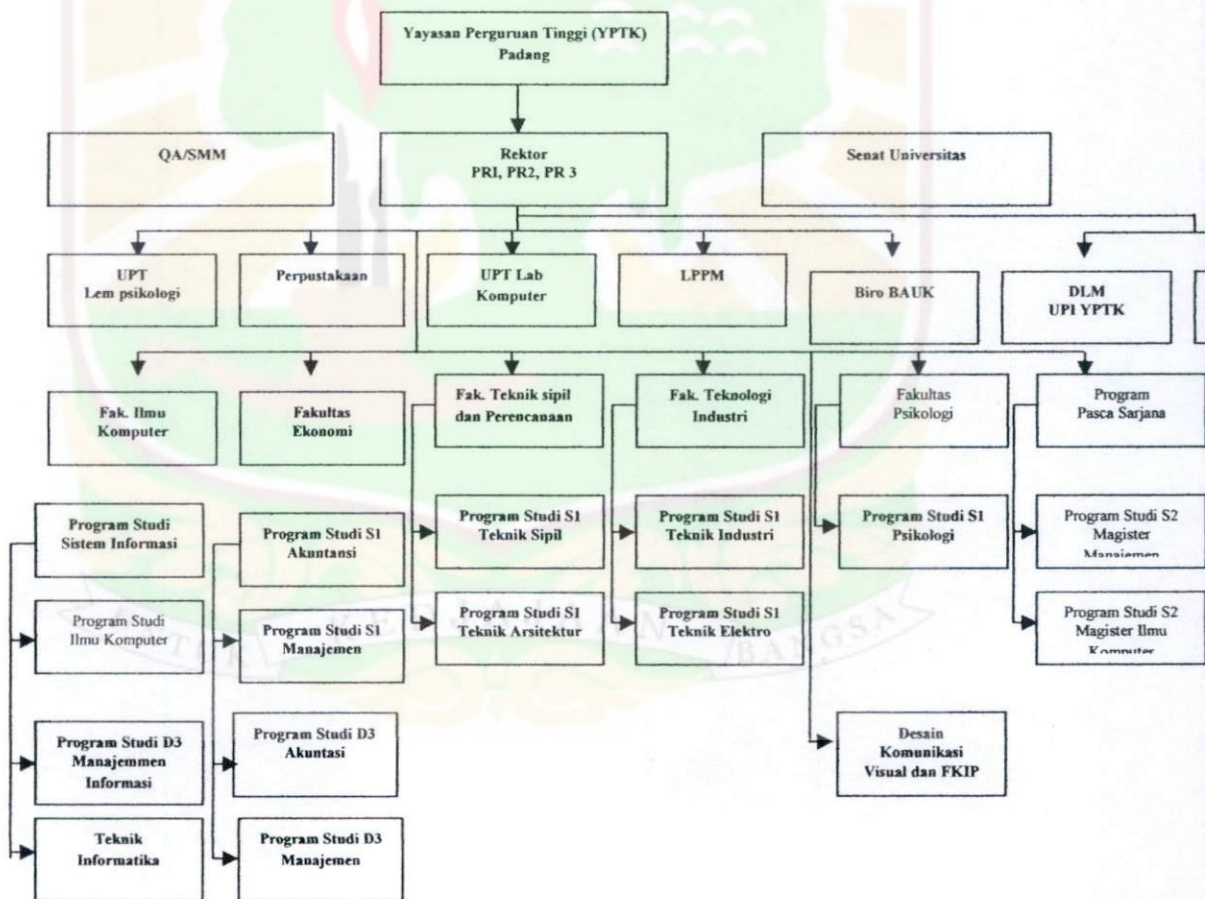 Yayasan Perguruan Tinggi (YPTK)
Padang
QA/SMM
Rektor
PRI, PR2, PR 3
Senat Universitas
UPT
Lem psikologi
Perpustakaan
UPT Lab
Komputer
LPPM
Biro BAUK
DLM
UPI YPTK
Fak. Ilmu
Komputer
Fakultas
Ekonomi
Fak. Teknik sipil
dan Perencanaan
Fak. Teknologi
Industri
Fakultas
Psikologi
Program
Pasca Sarjana
Program Studi
Sistem Informasi
Program Studi S1
Akuntansi
Program Studi S1
Teknik Sipil
Program Studi S1
Teknik Industri
Program Studi S1
Psikologi
Program Studi S2
Magister
Manajemen
Program Studi
Ilmu Komputer
Program Studi S1
Manajemen
Program Studi S1
Teknik Arsitektur
Program Studi S1
Teknik Elektro
Program Studi S2
Magister Ilmu
Komputer
UNTUK KEDJAJAAN BANGSA
Program Studi D3
Manajemmen
Informasi
Program Studi D3
Akuntasi
Desain
Komunikasi
Visual dan FKIP
Teknik
Informatika
Program Studi D3
Manajemen